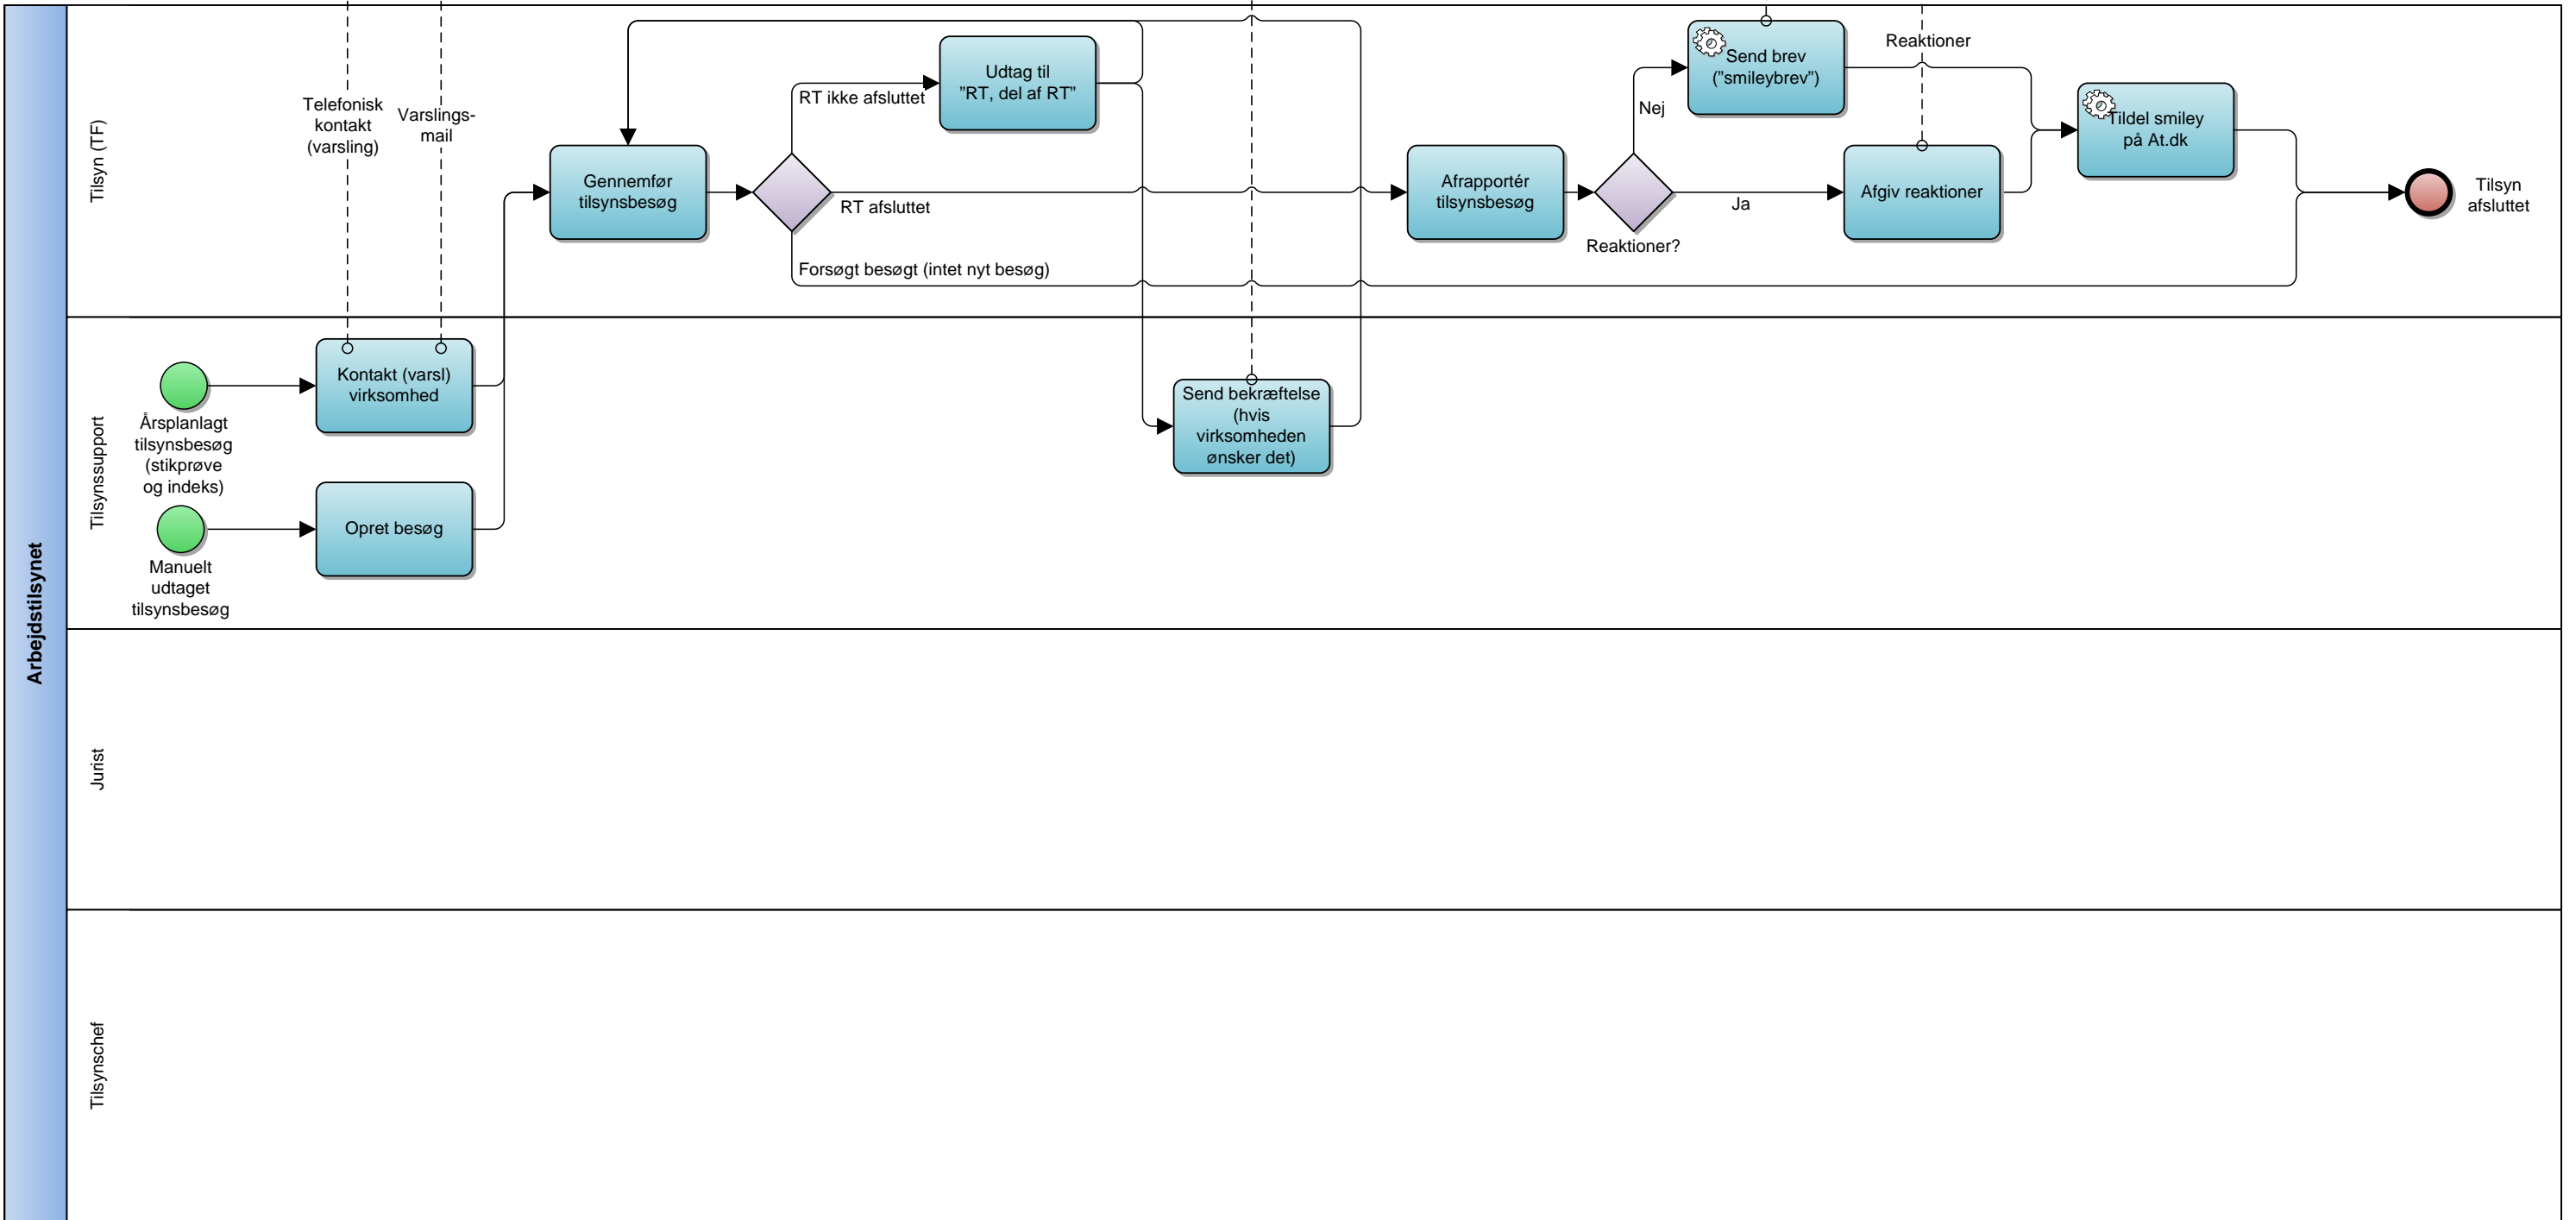 Arbejdstilsynet
Tilsyn (TF)
Telefonisk
kontakt
(varsling)
Varslings-
mail
Gennemfør
tilsynsbesøg
RT ikke afsluttet
Udtag til
”RT, del af RT”
RT afsluttet
Forsøgt besøgt (intet nyt besøg)
Afrapportér
tilsynsbesøg
Reaktioner?
Nej
Ja
Send brev
(”smileybrev”)
Reaktioner
Afgiv reaktioner
Tildel smiley
på At.dk
Tilsyn
afsluttet
Tilsynssupport
Årsplanlagt
tilsynsbesøg
(stikprøve
og indeks)
Kontakt (varsl)
virksomhed
Manuelt
udtaget
tilsynsbesøg
Opret besøg
Send bekræftelse
(hvis
virksomheden
ønsker det)
Jurist
Tilsynschef